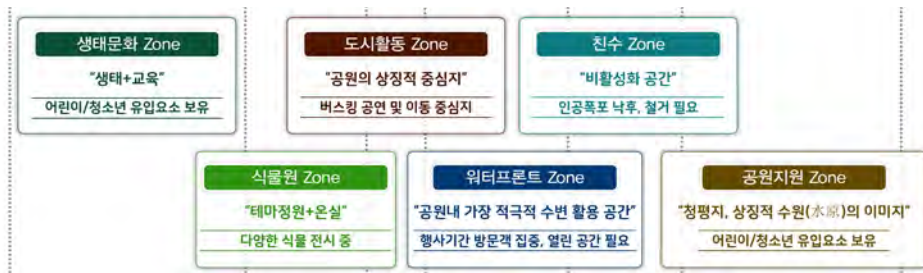 생태문화 Zone
"생태+교육"
어린이/청소년 유입요소 보유
도시활동 Zone
"공원의 상징적 중심지"
버스킹 공연 및 이동 중심지
친수 Zone
"비활성화 공간"
인공폭포 낙후, 철거 필요
식물원 Zone
"테마정원+온실"
다양한 식물 전시 중
워터프론트 Zone
"공원내 가장 적극적 수변 활용 공간"
행사기간 방문객 집중, 열린 공간 필요
공원지원 Zone
"청평지, 상징적 수원(水原)의 이미지"
어린이/청소년 유입요소 보유